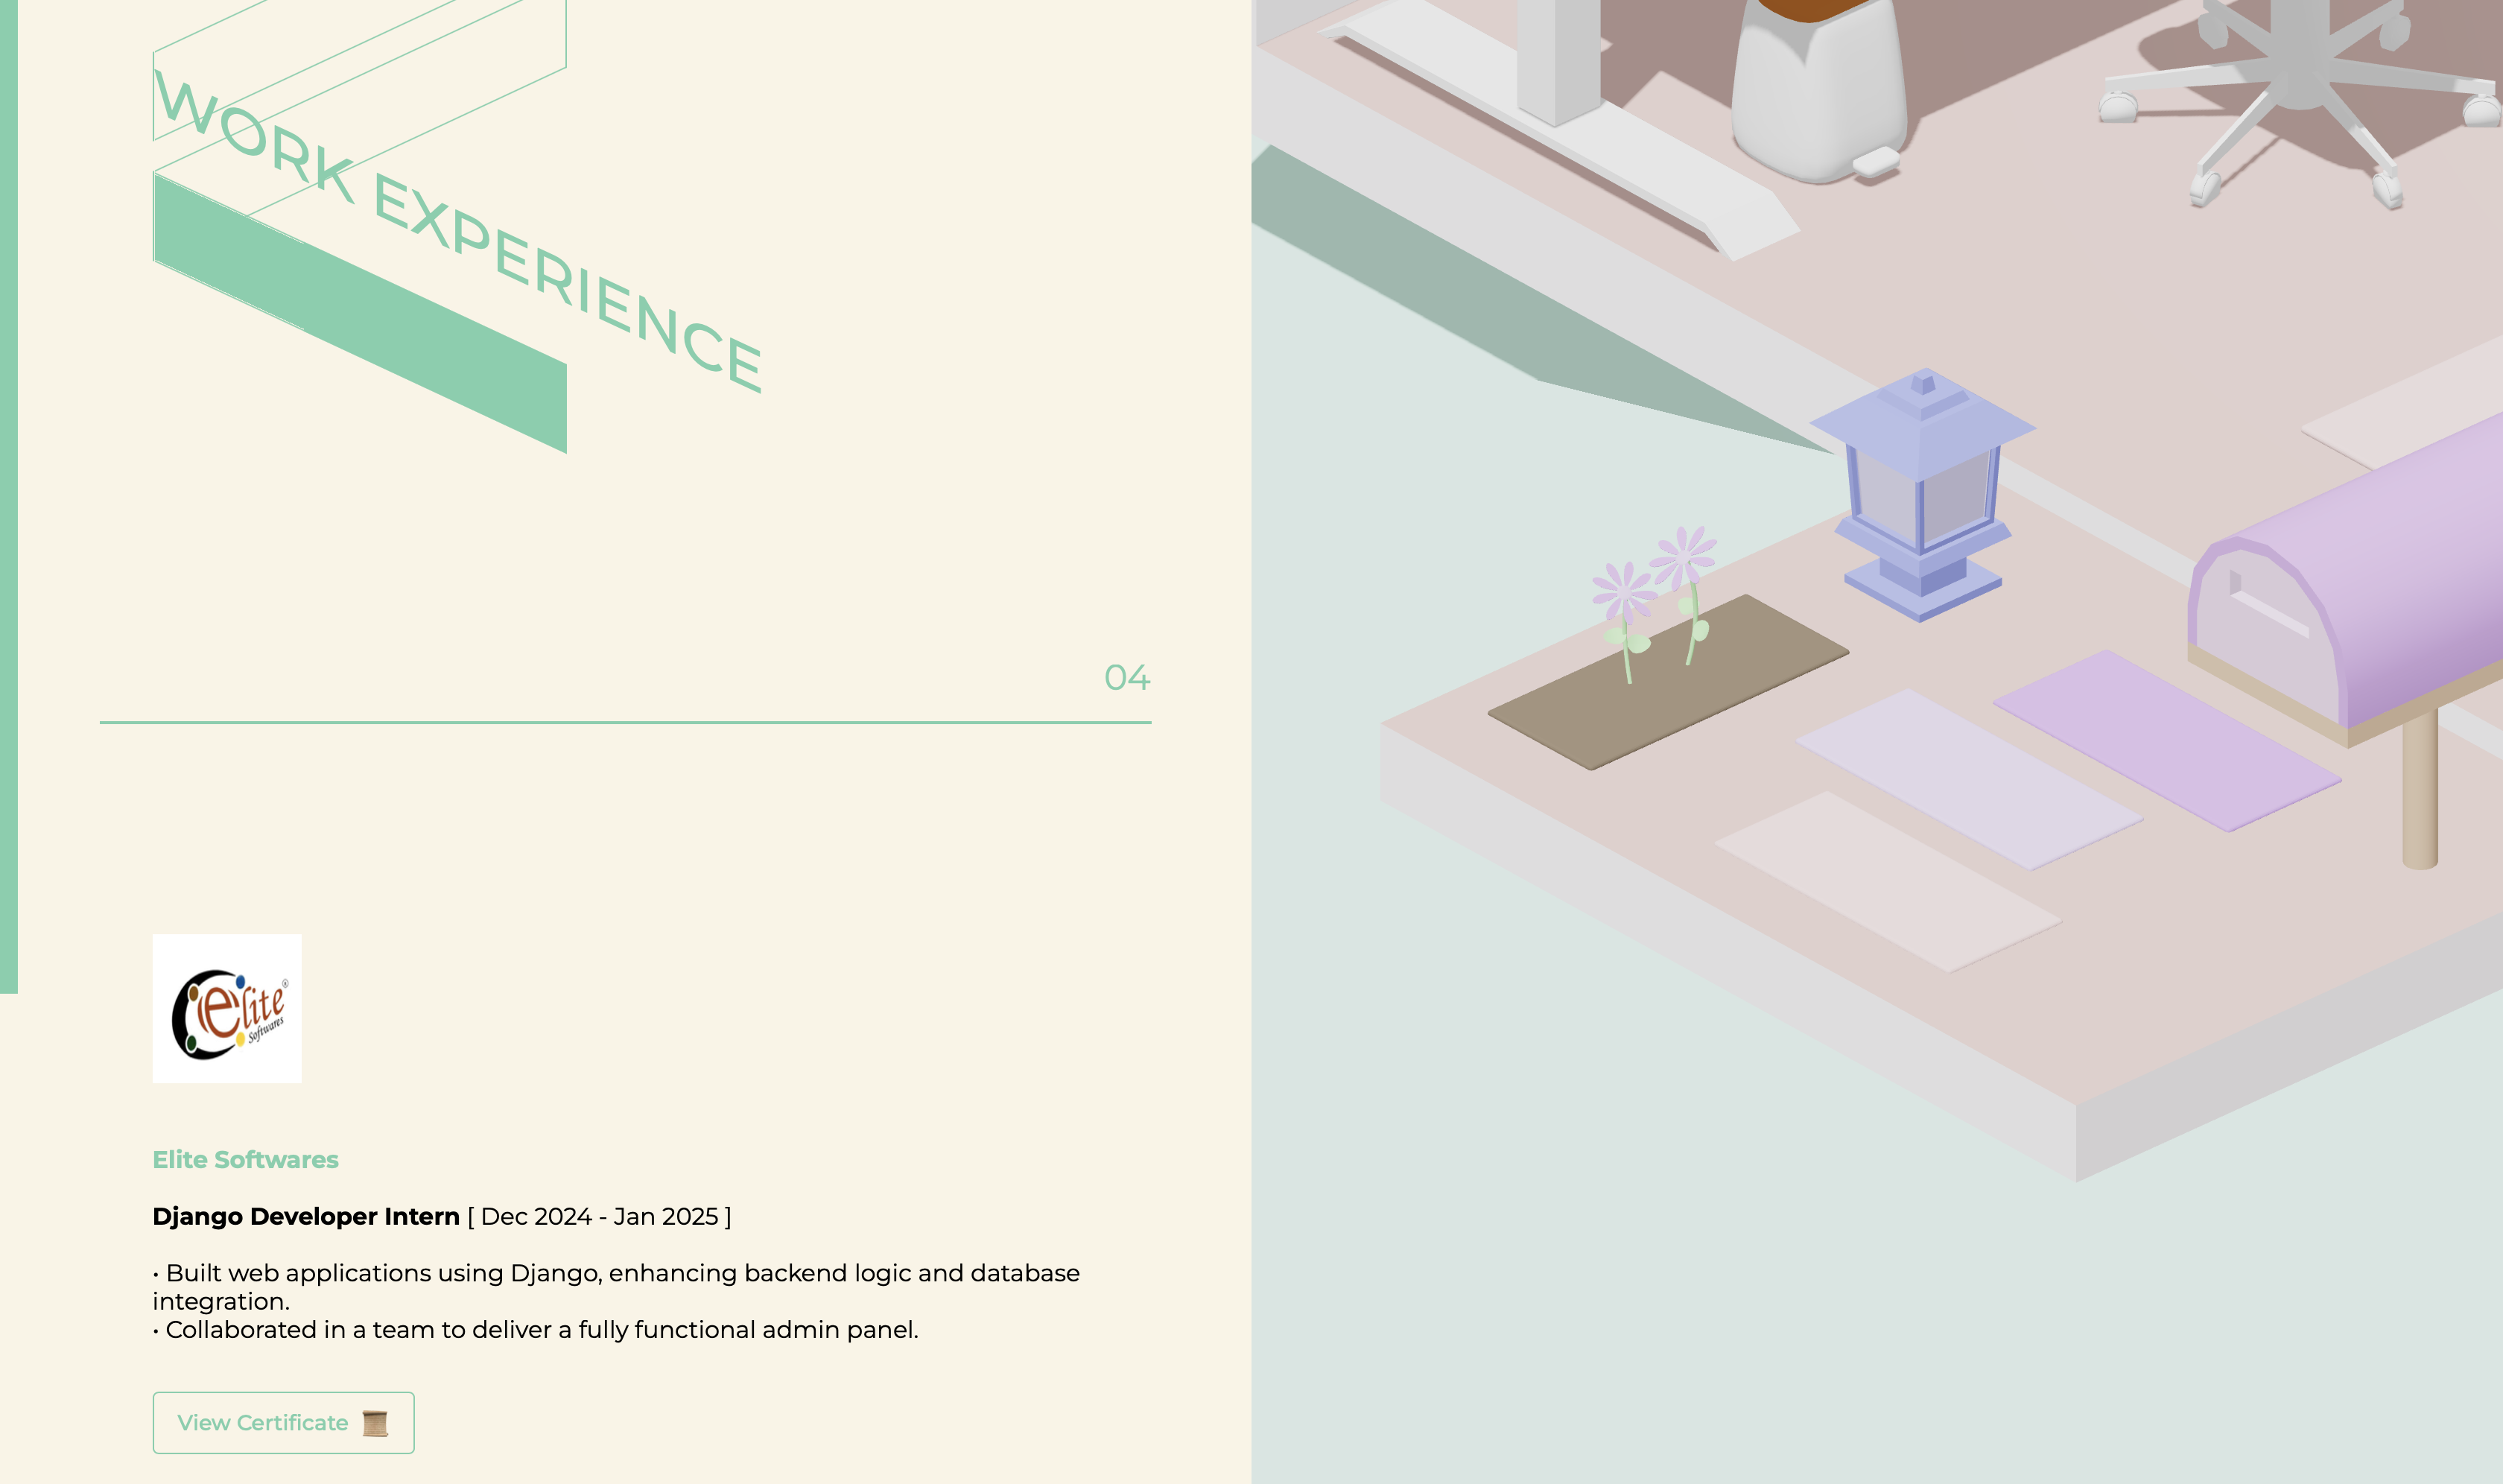 WORK EXPERIENCE
04
elite
Softwares
®
Elite Softwares
Django Developer Intern [ Dec 2024 - Jan 2025 ]
• Built web applications using Django, enhancing backend logic and database
integration.
• Collaborated in a team to deliver a fully functional admin panel.
View Certificate